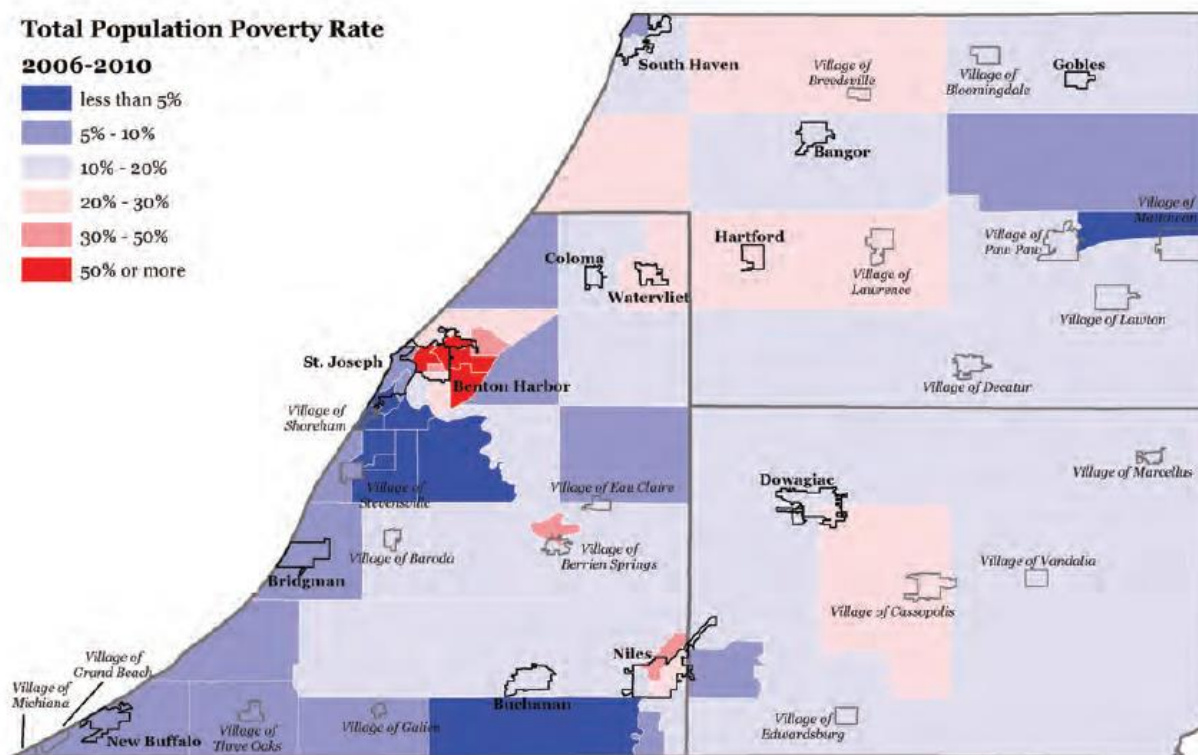 Total Population Poverty Rate
2006-2010
less than 5%
5% - 10%
10% - 20%
20% - 30%
30% - 50%
50% or more
South Haven
Village of
Breedsville
Village of
Bloomingdale
Gobles
Bangor
Village of
Mattawan
Village of
Paw Paw
Hartford
Village of
Lawrence
Coloma
Watervliet
Village of Lawton
St. Joseph
Benton Harbor
Village of Decatur
Village of
Shoreham
Village of
Stevensville
Village of Eau Claire
Dowagiac
Village of Marcellus
Village of Baroda
Village of
Berrien Springs
Bridgman
Village of Vandalia
Village of Cassopolis
Niles
Village of
Grand Beach
Village of
Michiana
Buchanan
New Buffalo
Village of
Three Oaks
Village of Galien
Village of
Edwardsburg